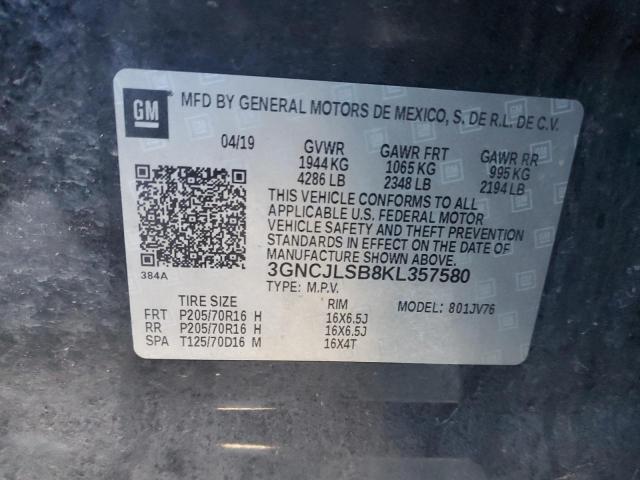 GM
MFD BY GENERAL MOTORS DE MEXICO, S. DE R.L. DE C.V.
04/19 GVWR GAWR FRT GAWR RR
1944 KG 1065 KG 995 KG
4286 LB 2348 LB 2194 LB
THIS VEHICLE CONFORMS TO ALL
APPLICABLE U.S. FEDERAL MOTOR
VEHICLE SAFETY AND THEFT PREVENTION
STANDARDS IN EFFECT ON THE DATE OF
MANUFACTURE SHOWN ABOVE.
384A 3GNCJLSB8KL357580
TYPE: M.P.V.
TIRE SIZE RIM MODEL: 801JV76
FRT P205/70R16 H 16X6.5J
RR P205/70R16 H 16X6.5J
SPA T125/70D16 M 16X4T